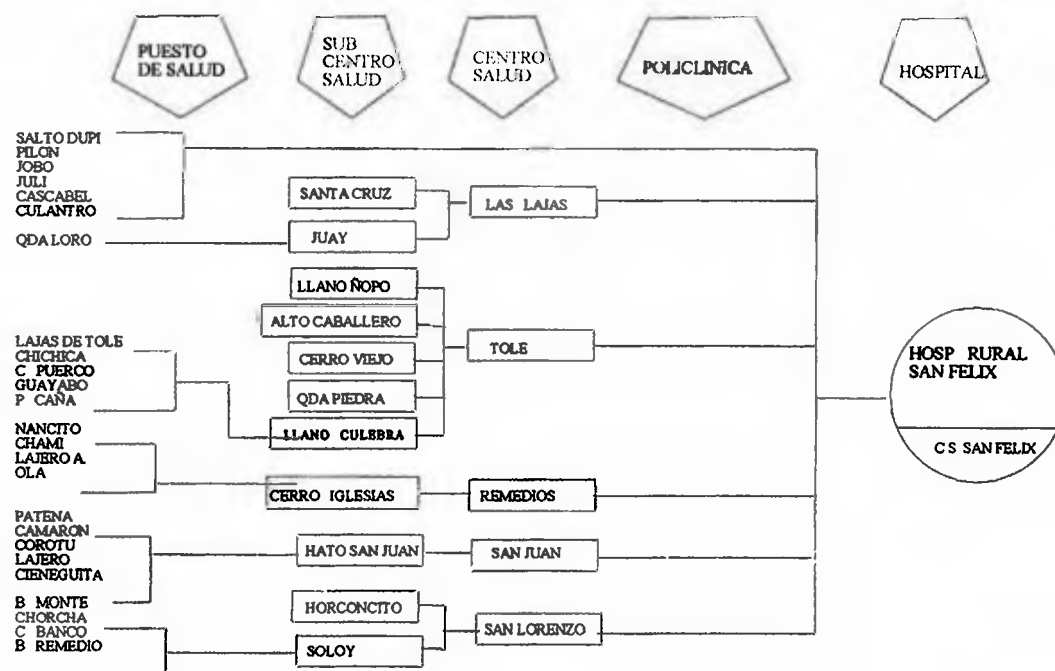 PUESTO
DE SALUD
SUB
CENTRO
SALUD
CENTRO
SALUD
POLICLINICA
HOSPITAL
SALTO DUPI
PILON
JOBO
JULI
CASCABEL
CULANTRO
QDA LORO
SANTA CRUZ
JUAY
LAS LAJAS
LLANO ÑOPO
ALTO CABALLERO
CERRO VIEJO
QDA PIEDRA
LLANO CULEBRA
TOLE
LAJAS DE TOLE
CHICHICA
C PUERCO
GUAYABO
P CAÑA
NANCITO
CHAMI
LAJERO A.
OLA
CERRO IGLESIAS
REMEDIOS
PATENA
CAMARON
COROTU
LAJERO
CIENEGUITA
HATO SAN JUAN
SAN JUAN
B MONTE
CHORCHA
C BANCO
B REMEDIO
HORCONCITO
SOLOY
SAN LORENZO
HOSP RURAL
SAN FELIX
C S SAN FELIX